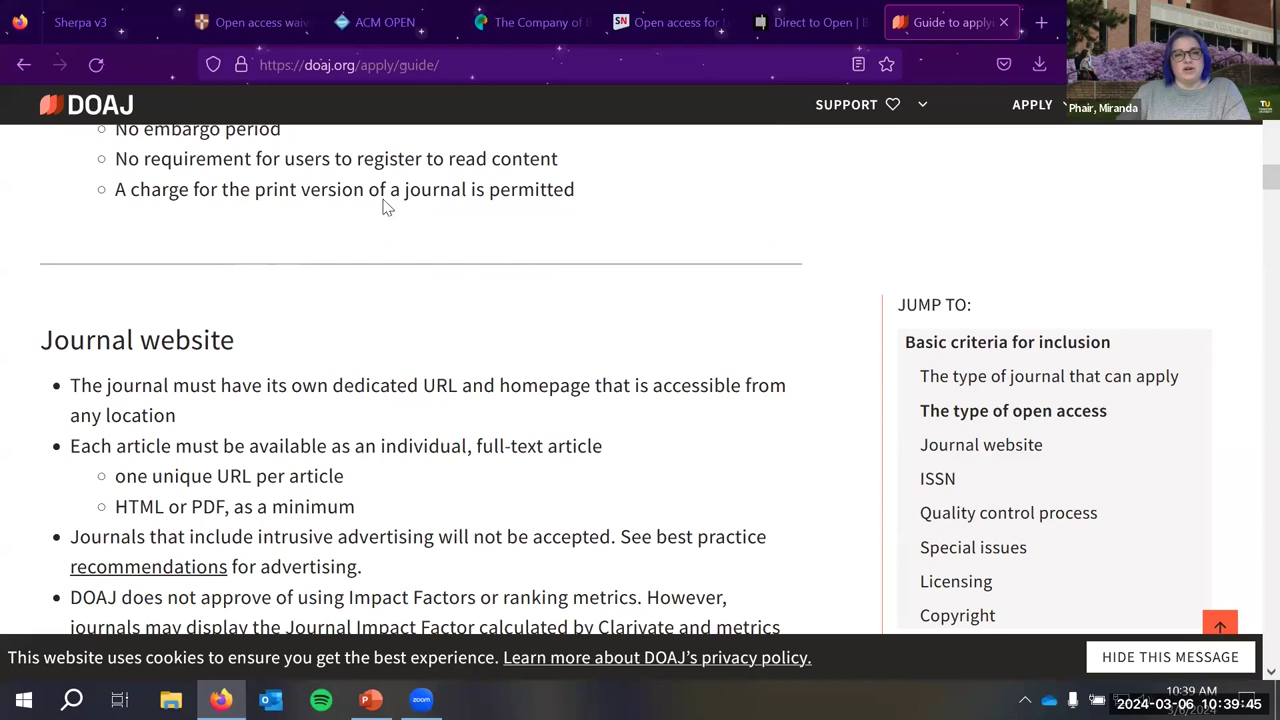 Sherpa v3
Open access wai
ACM OPEN
The Company of B
SN
Open access for
Direct to Open | B
Guide to applyi
https://doaj.org/apply/guide/
Phair, Miranda
TU
DOAJ
SUPPORT
APPLY
No embargo period
No requirement for users to register to read content
A charge for the print version of a journal is permitted
Journal website
The journal must have its own dedicated URL and homepage that is accessible from
any location
Each article must be available as an individual, full-text article
one unique URL per article
HTML or PDF, as a minimum
Journals that include intrusive advertising will not be accepted. See best practice
recommendations for advertising.
DOAJ does not approve of using Impact Factors or ranking metrics. However,
journals may display the Journal Impact Factor calculated by Clarivate and metrics
JUMP TO:
Basic criteria for inclusion
The type of journal that can apply
The type of open access
Journal website
ISSN
Quality control process
Special issues
Licensing
Copyright
This website uses cookies to ensure you get the best experience. Learn more about DOAJ's privacy policy.
HIDE THIS MESSAGE
zoom
10:39 AM
2024-03-06 10:39:45